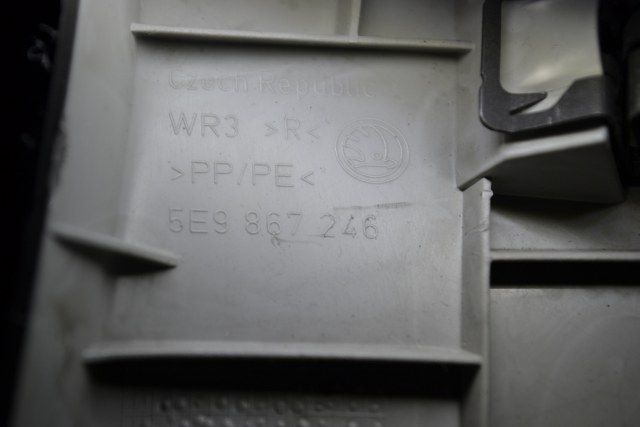 Czech Republic
WR3 >R<
>PP/PE<
5E9 867 246